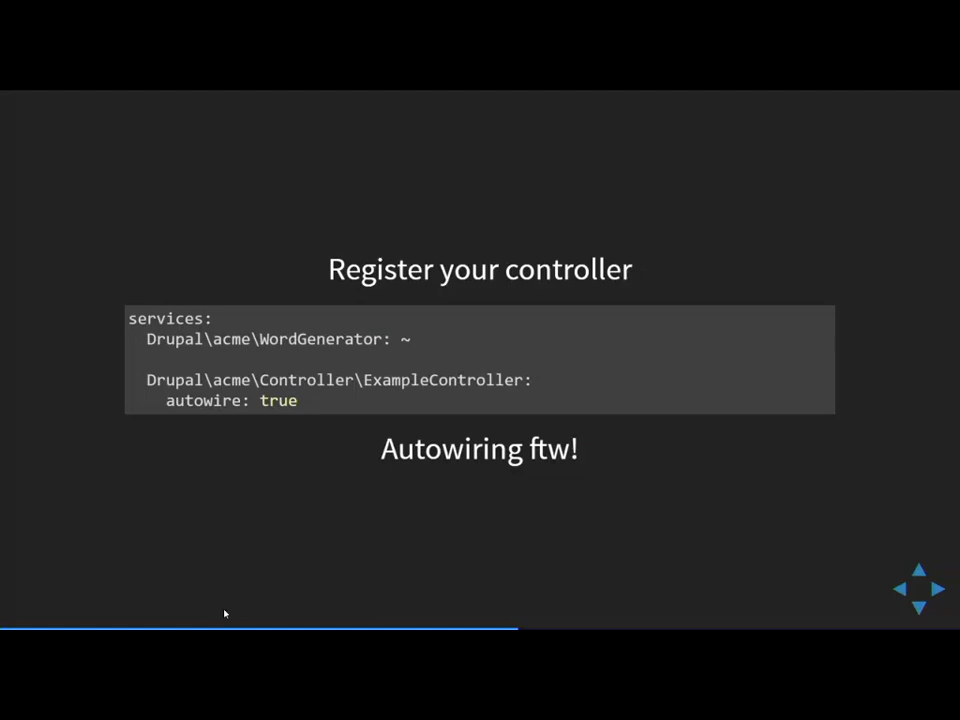 Register your controller
services:
  Drupal\acme\WordGenerator: ~
  Drupal\acme\Controller\ExampleController:
    autowire: true
Autowiring ftw!